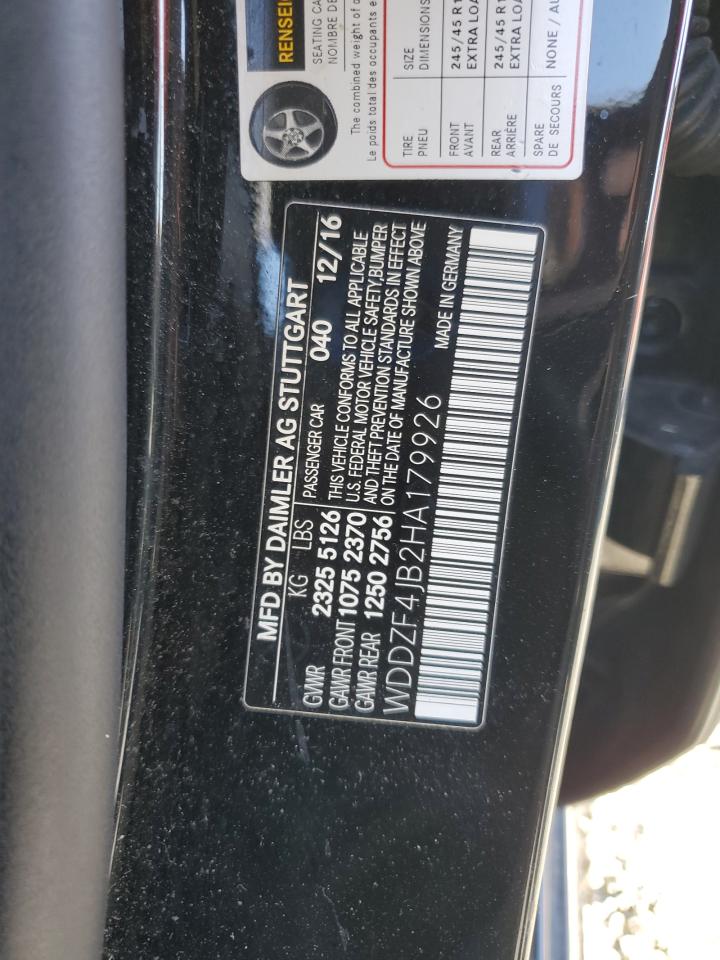 RENSEI
SEATING CA
NOMBRE DE
The combined weight of
Le poids total des occupants e
TIRE SIZE
PNEU DIMENSIONS
FRONT 245/45 R1
AVANT EXTRA LOA
REAR 245/45 R1
ARRIÈRE EXTRA LOA
SPARE NONE / AU
DE SECOURS
MFD BY DAIMLER AG STUTTGART
KG LBS PASSENGER CAR 040 12/16
GVWR 2325 5126 THIS VEHICLE CONFORMS TO ALL APPLICABLE
GAWR FRONT 1075 2370 U.S. FEDERAL MOTOR VEHICLE SAFETY,BUMPER
GAWR REAR 1250 2756 AND THEFT PREVENTION STANDARDS IN EFFECT
ON THE DATE OF MANUFACTURE SHOWN ABOVE
WDDZF4JB2HA179926 MADE IN GERMANY